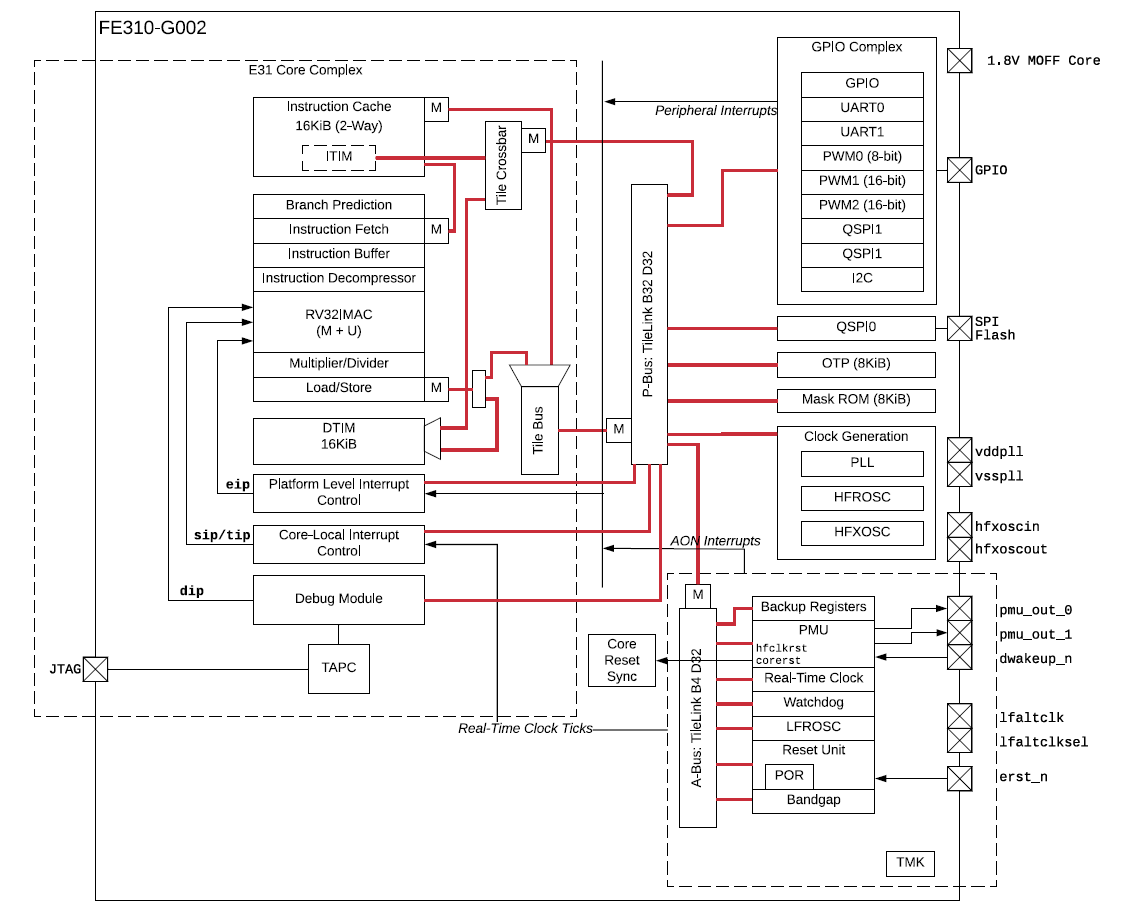 FE310-G002
E31 Core Complex
Instruction Cache
16KiB (2-Way)
M
ITIM
Tile Crossbar
M
Branch Prediction
Instruction Fetch
M
Instruction Buffer
Instruction Decompressor
RV32IMAC
(M + U)
Multiplier/Divider
Load/Store
M
DTIM
16KiB
Tile Bus
eip
Platform Level Interrupt
Control
sip/tip
Core-Local Interrupt
Control
dip
Debug Module
TAPC
JTAG
Real-Time Clock Ticks
Peripheral Interrupts
P-Bus: TileLink B32 D32
M
GPIO Complex
GPIO
UART0
UART1
PWM0 (8-bit)
PWM1 (16-bit)
PWM2 (16-bit)
QSPI1
QSPI1
I2C
QSPI0
OTP (8KiB)
Mask ROM (8KiB)
Clock Generation
PLL
HFROSC
HFXOSC
AON Interrupts
M
A-Bus: TileLink B4 D32
Core
Reset
Sync
Backup Registers
PMU
hfclkrst
corerst
Real-Time Clock
Watchdog
LFROSC
Reset Unit
POR
Bandgap
TMK
1.8V MOFF Core
GPIO
SPI
Flash
vddpll
vsspll
hfxoscin
hfxoscout
pmu_out_0
pmu_out_1
dwakeup_n
lfaltclk
lfaltclksel
erst_n